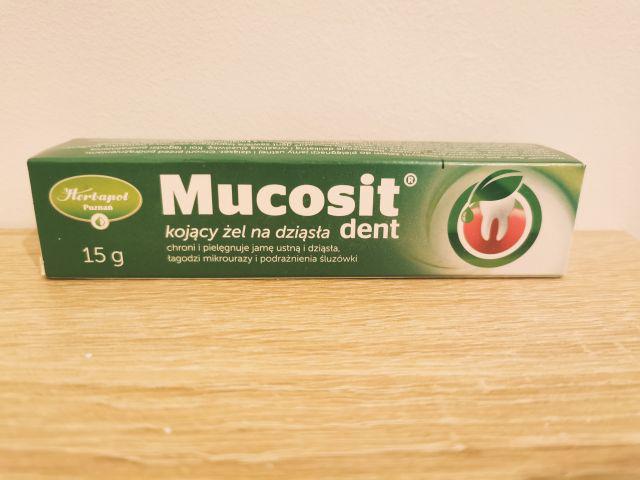 Herbapol
Poznań
Mucosit®
kojący żel na dziąsła dent
chroni i pielęgnuje jamę ustną i dziąsła,
łagodzi mikrourazy i podrażnienia śluzówki
15 g